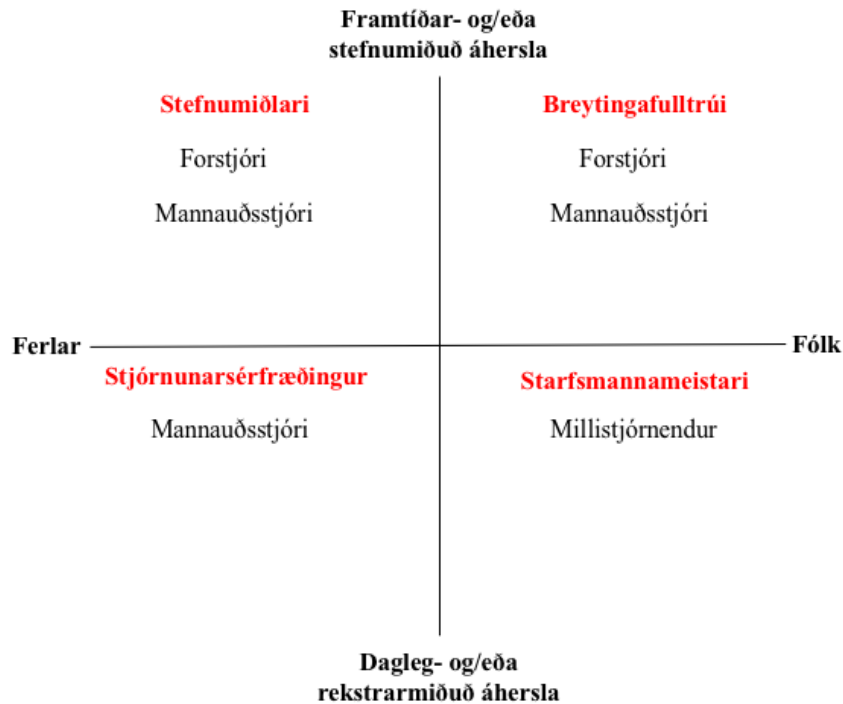 Framtíðar- og/eða
stefnumiðuð áhersla
Stefnumiðlari
Breytingafulltrúi
Forstjóri
Forstjóri
Mannauðsstjóri
Mannauðsstjóri
Ferlar
Fólk
Stjórnunarsérfræðingur
Starfsmannameistari
Mannauðsstjóri
Millistjórnendur
Dagleg- og/eða
rekstrarmiðuð áhersla